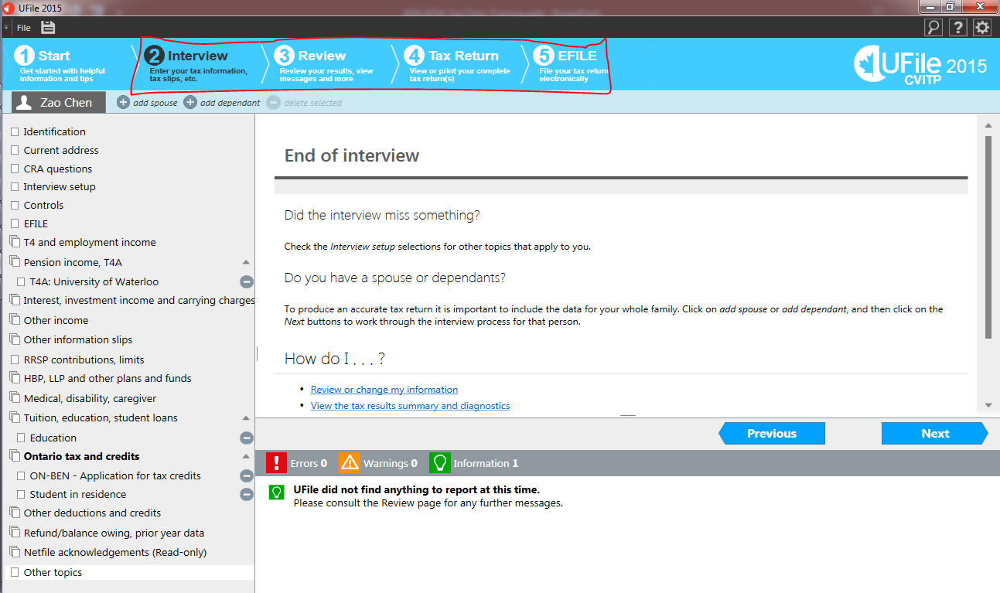 UFile 2015
File
1 Start
Get started with helpful
information and tips
2 Interview
Enter your tax information,
tax slips, etc.
3 Review
Review your results, view
messages and more
4 Tax Return
View or print your complete
tax return(s)
5 EFILE
File your tax return
electronically
UFile 2015
CVITP
Zao Chen
add spouse
add dependant
delete selected
Identification
Current address
CRA questions
Interview setup
Controls
EFILE
T4 and employment income
Pension income, T4A
T4A: University of Waterloo
Interest, investment income and carrying charges
Other income
Other information slips
RRSP contributions, limits
HBP, LLP and other plans and funds
Medical, disability, caregiver
Tuition, education, student loans
Education
Ontario tax and credits
ON-BEN - Application for tax credits
Student in residence
Other deductions and credits
Refund/balance owing, prior year data
Netfile acknowledgements (Read-only)
Other topics
End of interview
Did the interview miss something?
Check the Interview setup selections for other topics that apply to you.
Do you have a spouse or dependants?
To produce an accurate tax return it is important to include the data for your whole family. Click on add spouse or add dependant, and then click on the
Next buttons to work through the interview process for that person.
How do I . . . ?
• Review or change my information
• View the tax results summary and diagnostics
Previous
Next
Errors 0
Warnings 0
Information 1
UFile did not find anything to report at this time.
Please consult the Review page for any further messages.